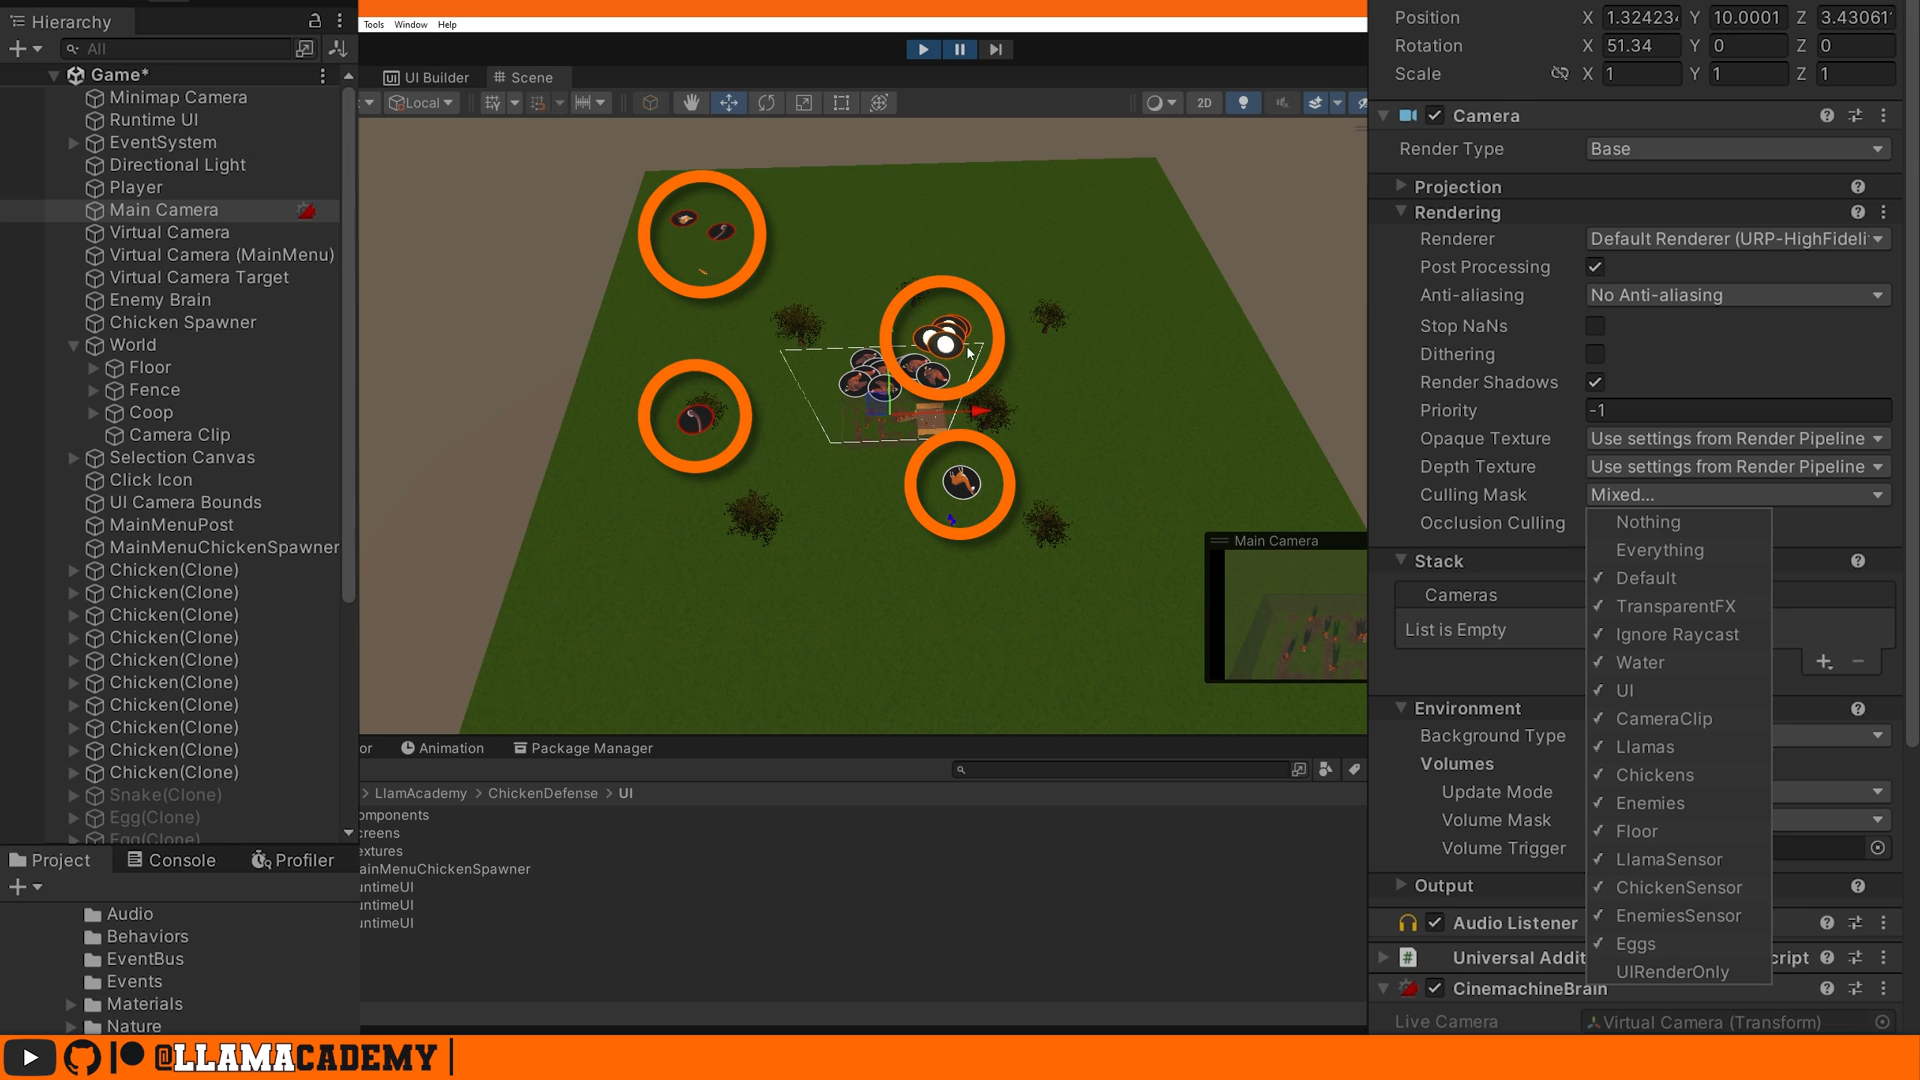 Hierarchy
All
Game*
Minimap Camera
Runtime UI
EventSystem
Directional Light
Player
Main Camera
Virtual Camera
Virtual Camera (MainMenu)
Virtual Camera Target
Enemy Brain
Chicken Spawner
World
Floor
Fence
Coop
Camera Clip
Selection Canvas
Click Icon
UI Camera Bounds
MainMenuPost
MainMenuChickenSpawner
Chicken(Clone)
Chicken(Clone)
Chicken(Clone)
Chicken(Clone)
Chicken(Clone)
Chicken(Clone)
Chicken(Clone)
Chicken(Clone)
Chicken(Clone)
Chicken(Clone)
Snake(Clone)
Egg(Clone)
Egg(Clone)
Project Console Profiler
Audio
Behaviors
EventBus
Events
Materials
Nature
Tools Window Help
UI Builder Scene
Local 2D
Main Camera
or Animation Package Manager
LlamAcademy > ChickenDefense > UI
omponents
creens
extures
ainMenuChickenSpawner
untimeUI
untimeUI
untimeUI
Position X 1.32423 Y 10.0001 Z 3.43061
Rotation X 51.34 Y 0 Z 0
Scale X 1 Y 1 Z 1
Camera
Render Type Base
Projection
Rendering
Renderer Default Renderer (URP-HighFideli
Post Processing
Anti-aliasing No Anti-aliasing
Stop NaNs
Dithering
Render Shadows
Priority -1
Opaque Texture Use settings from Render Pipeline
Depth Texture Use settings from Render Pipeline
Culling Mask Mixed...
Occlusion Culling
Nothing
Everything
Default
TransparentFX
Ignore Raycast
Water
UI
CameraClip
Llamas
Chickens
Enemies
Floor
LlamaSensor
ChickenSensor
EnemiesSensor
Eggs
UIRenderOnly
Stack
Cameras
List is Empty
Environment
Background Type
Volumes
Update Mode
Volume Mask
Volume Trigger
Output
Audio Listener
Universal Addit cript
CinemachineBrain
Live Camera Virtual Camera (Transform)
@LLAMACADEMY